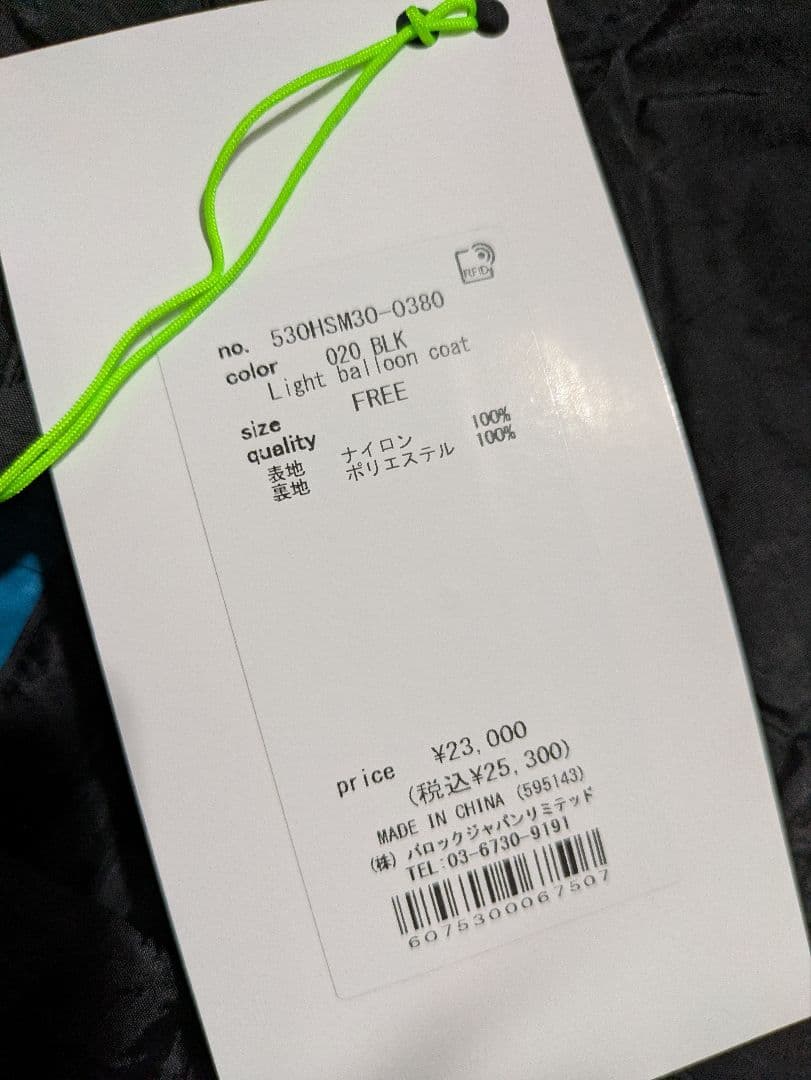 RFID
no. 530HSM30-0380
color 020 BLK
Light balloon coat
size FREE
quality
表地 ナイロン 100%
裏地 ポリエステル 100%
price ¥23,000
(税込¥25,300)
MADE IN CHINA (595143)
(株) バロックジャパンリミテッド
TEL:03-6730-9191
6075300067507